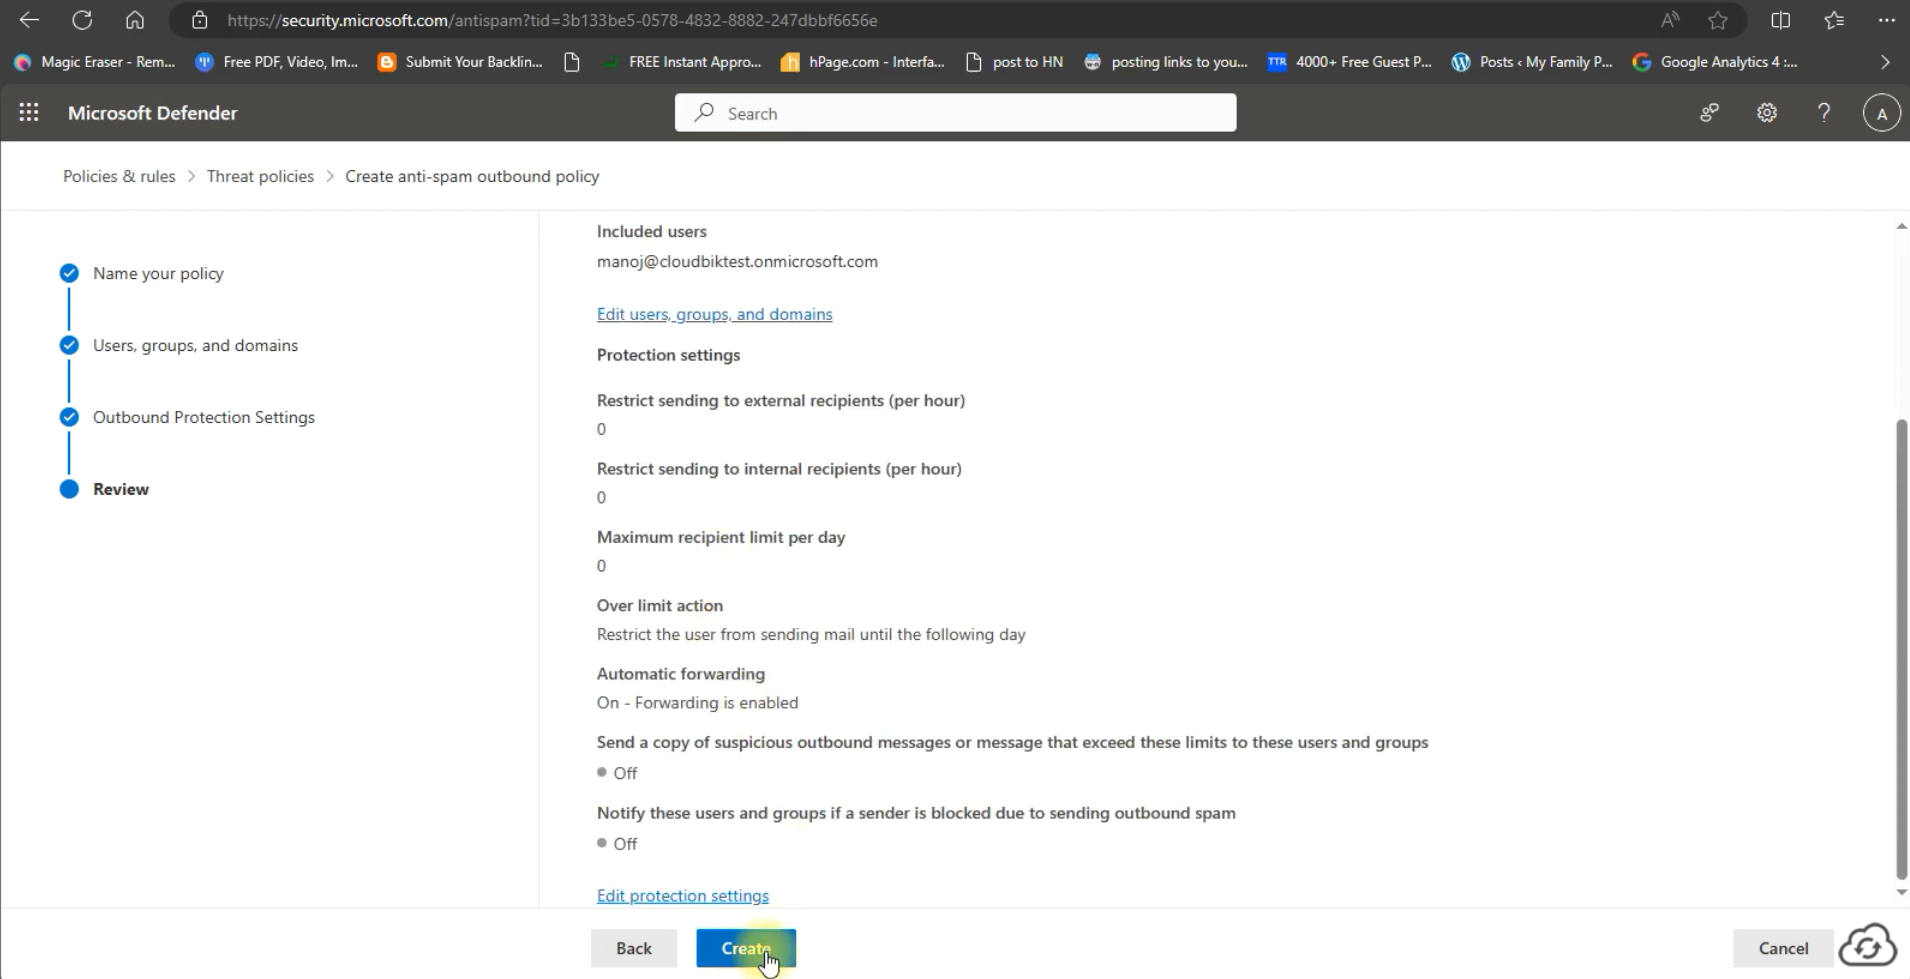 https://security.microsoft.com/antispam?tid=3b133be5-0578-4832-8882-247dbbf6656e
Magic Eraser - Rem...
Free PDF, Video, Im...
Submit Your Backlin...
FREE Instant Appro...
hPage.com - Interfa...
post to HN
posting links to you...
TTR
4000+ Free Guest P...
Posts ‹ My Family P...
Google Analytics 4 :...
Microsoft Defender
Search
A
Policies & rules > Threat policies > Create anti-spam outbound policy
Name your policy
Users, groups, and domains
Outbound Protection Settings
Review
Included users
manoj@cloudbiktest.onmicrosoft.com
Edit users, groups, and domains
Protection settings
Restrict sending to external recipients (per hour)
0
Restrict sending to internal recipients (per hour)
0
Maximum recipient limit per day
0
Over limit action
Restrict the user from sending mail until the following day
Automatic forwarding
On - Forwarding is enabled
Send a copy of suspicious outbound messages or message that exceed these limits to these users and groups
Off
Notify these users and groups if a sender is blocked due to sending outbound spam
Off
Edit protection settings
Back
Create
Cancel